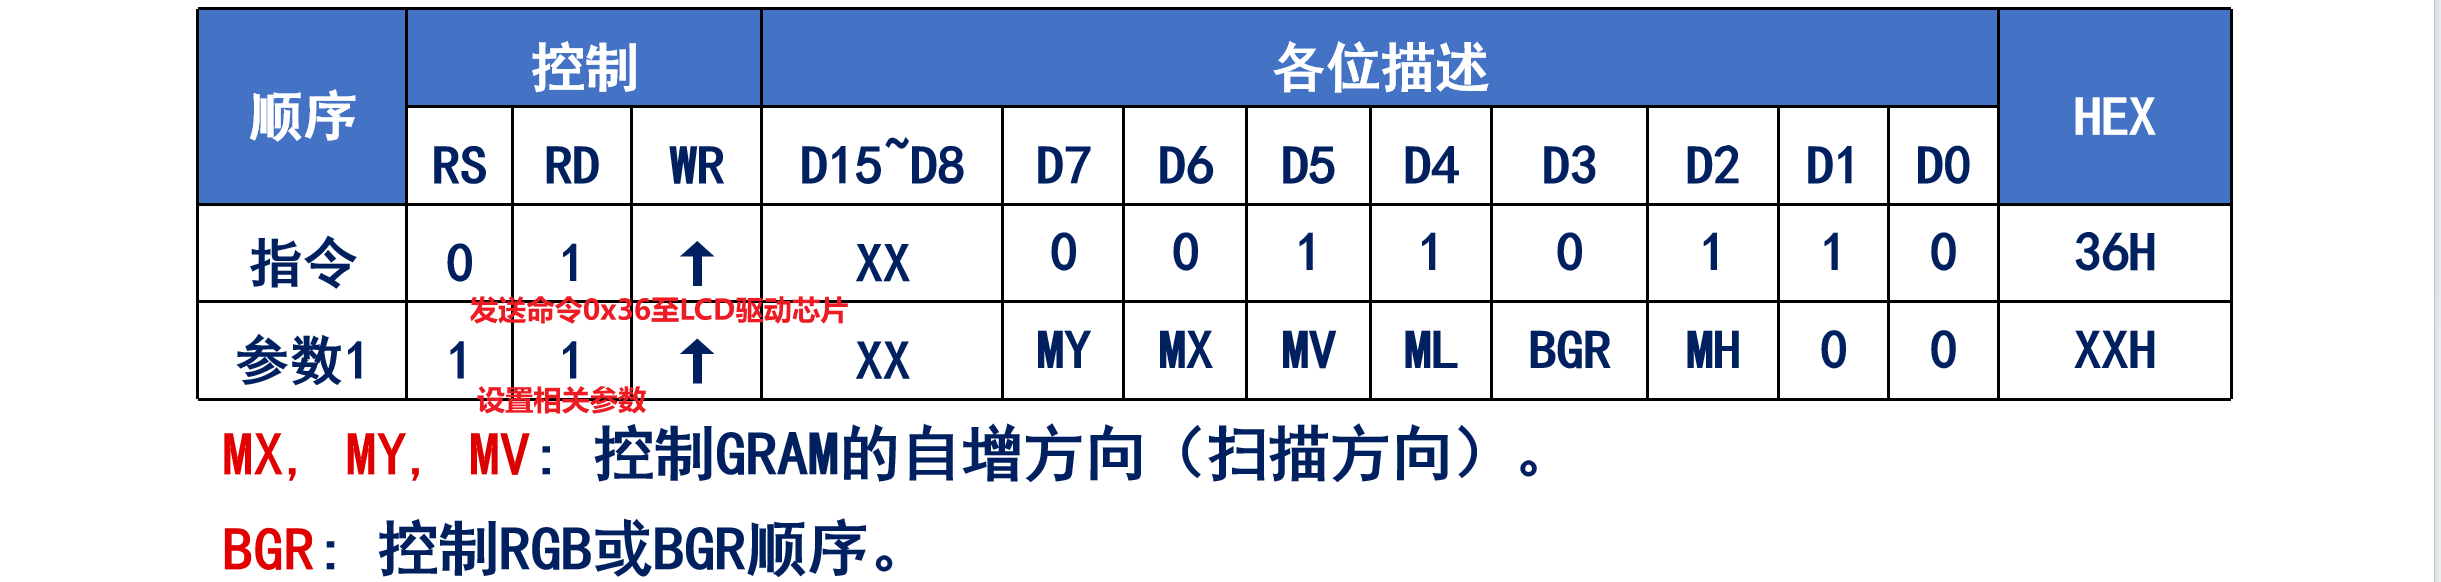 顺序 控制 各位描述 HEX
RS RD WR D15~D8 D7 D6 D5 D4 D3 D2 D1 D0
指令 0 1 ↑ XX 0 0 1 1 0 1 1 0 36H
发送命令0x36至LCD驱动芯片
参数1 1 1 ↑ XX MY MX MV ML BGR MH 0 0 XXH
设置相关参数
MX, MY, MV: 控制GRAM的自增方向（扫描方向）。
BGR: 控制RGB或BGR顺序。